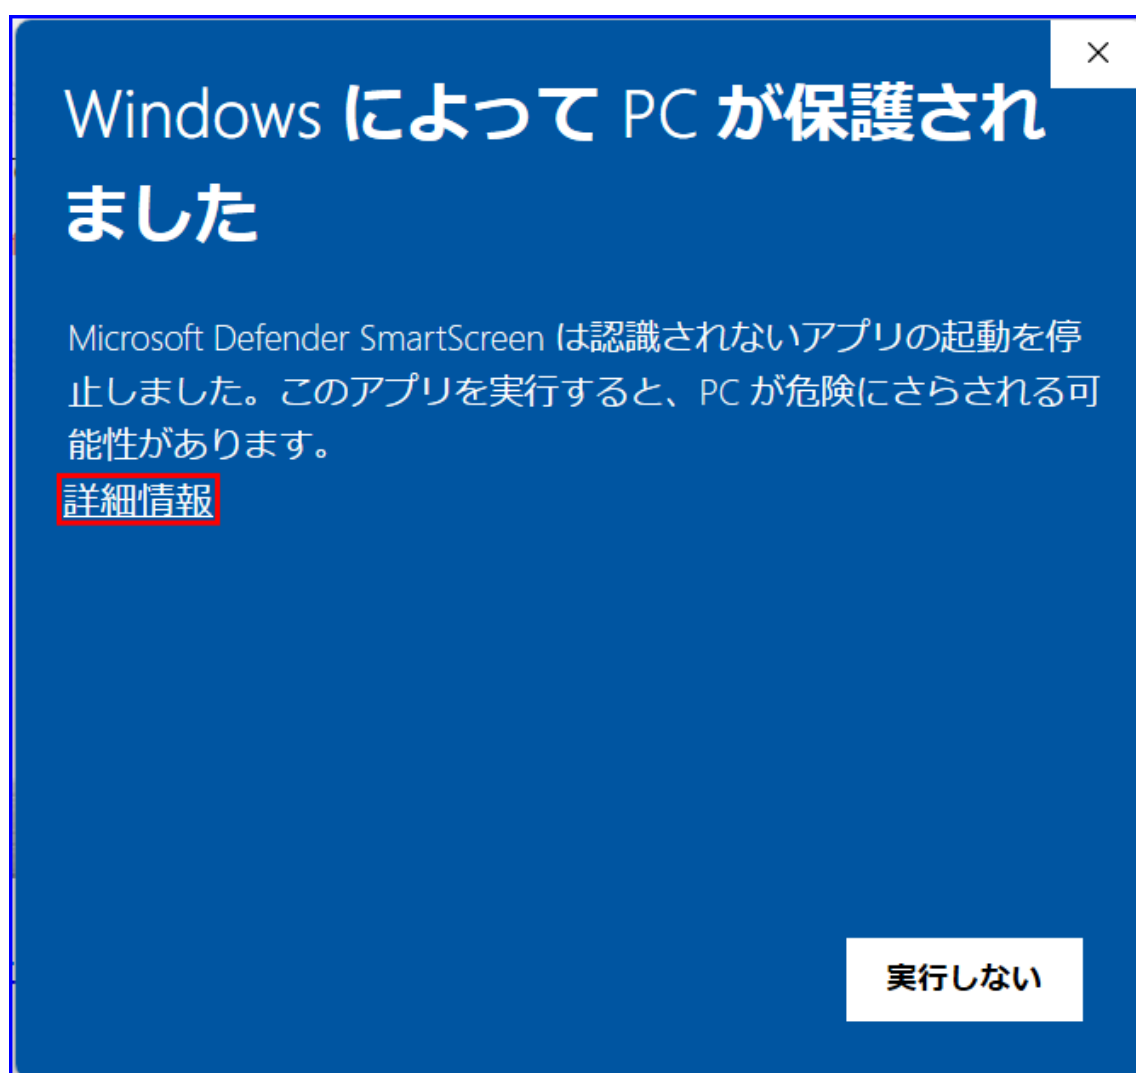 Windows によって PC が保護され
ました
Microsoft Defender SmartScreen は認識されないアプリの起動を停
止しました。このアプリを実行すると、PC が危険にさらされる可
能性があります。
詳細情報
実行しない